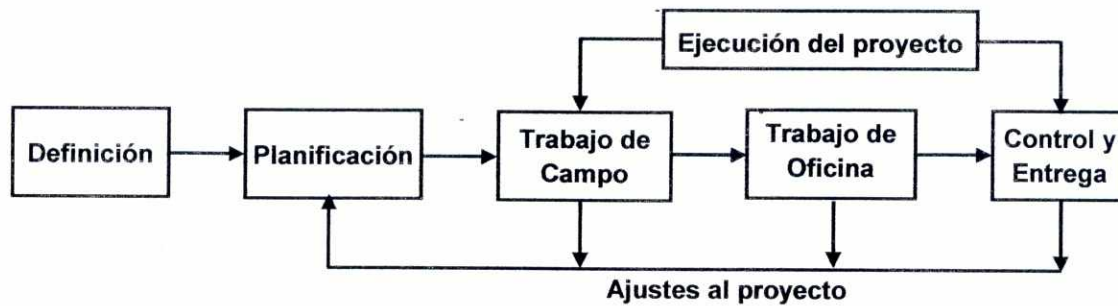 Ejecución del proyecto
Definición
Planificación
Trabajo de
Campo
Trabajo de
Oficina
Control y
Entrega
Ajustes al proyecto